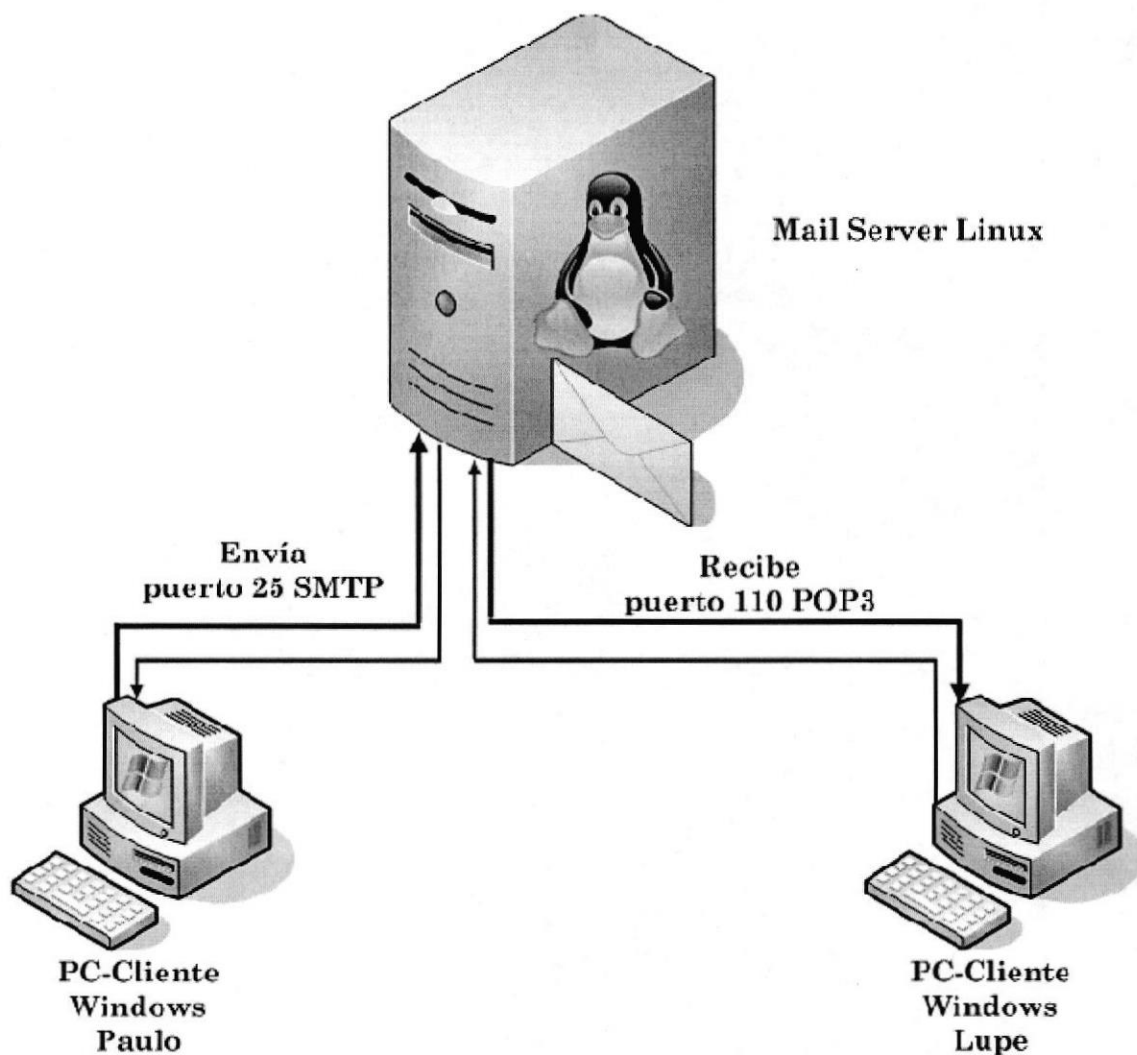 Mail Server Linux
Envía
puerto 25 SMTP
Recibe
puerto 110 POP3
PC-Cliente
Windows
Paulo
PC-Cliente
Windows
Lupe